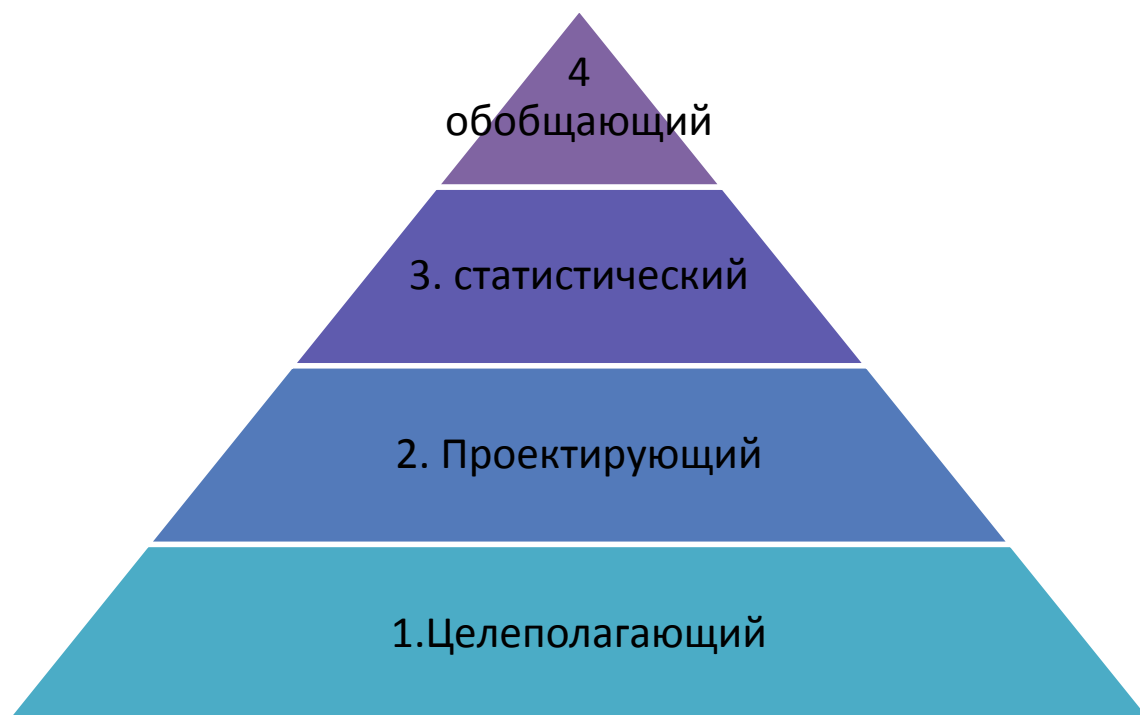 4
обобщающий
3. статистический
2. Проектирующий
1.Целеполагающий